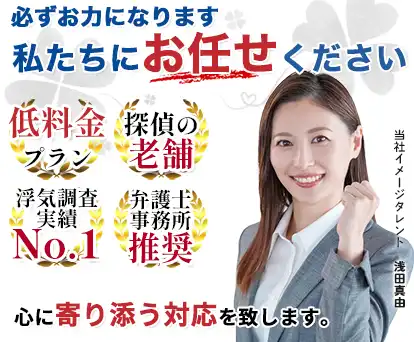 必ずお力になります
私たちにお任せください
低料金
プラン
探偵の
老舗
浮気調査
実績
No.1
弁護士
事務所
推奨
当社イメージタレント 浅田真由
心に寄り添う対応を致します。